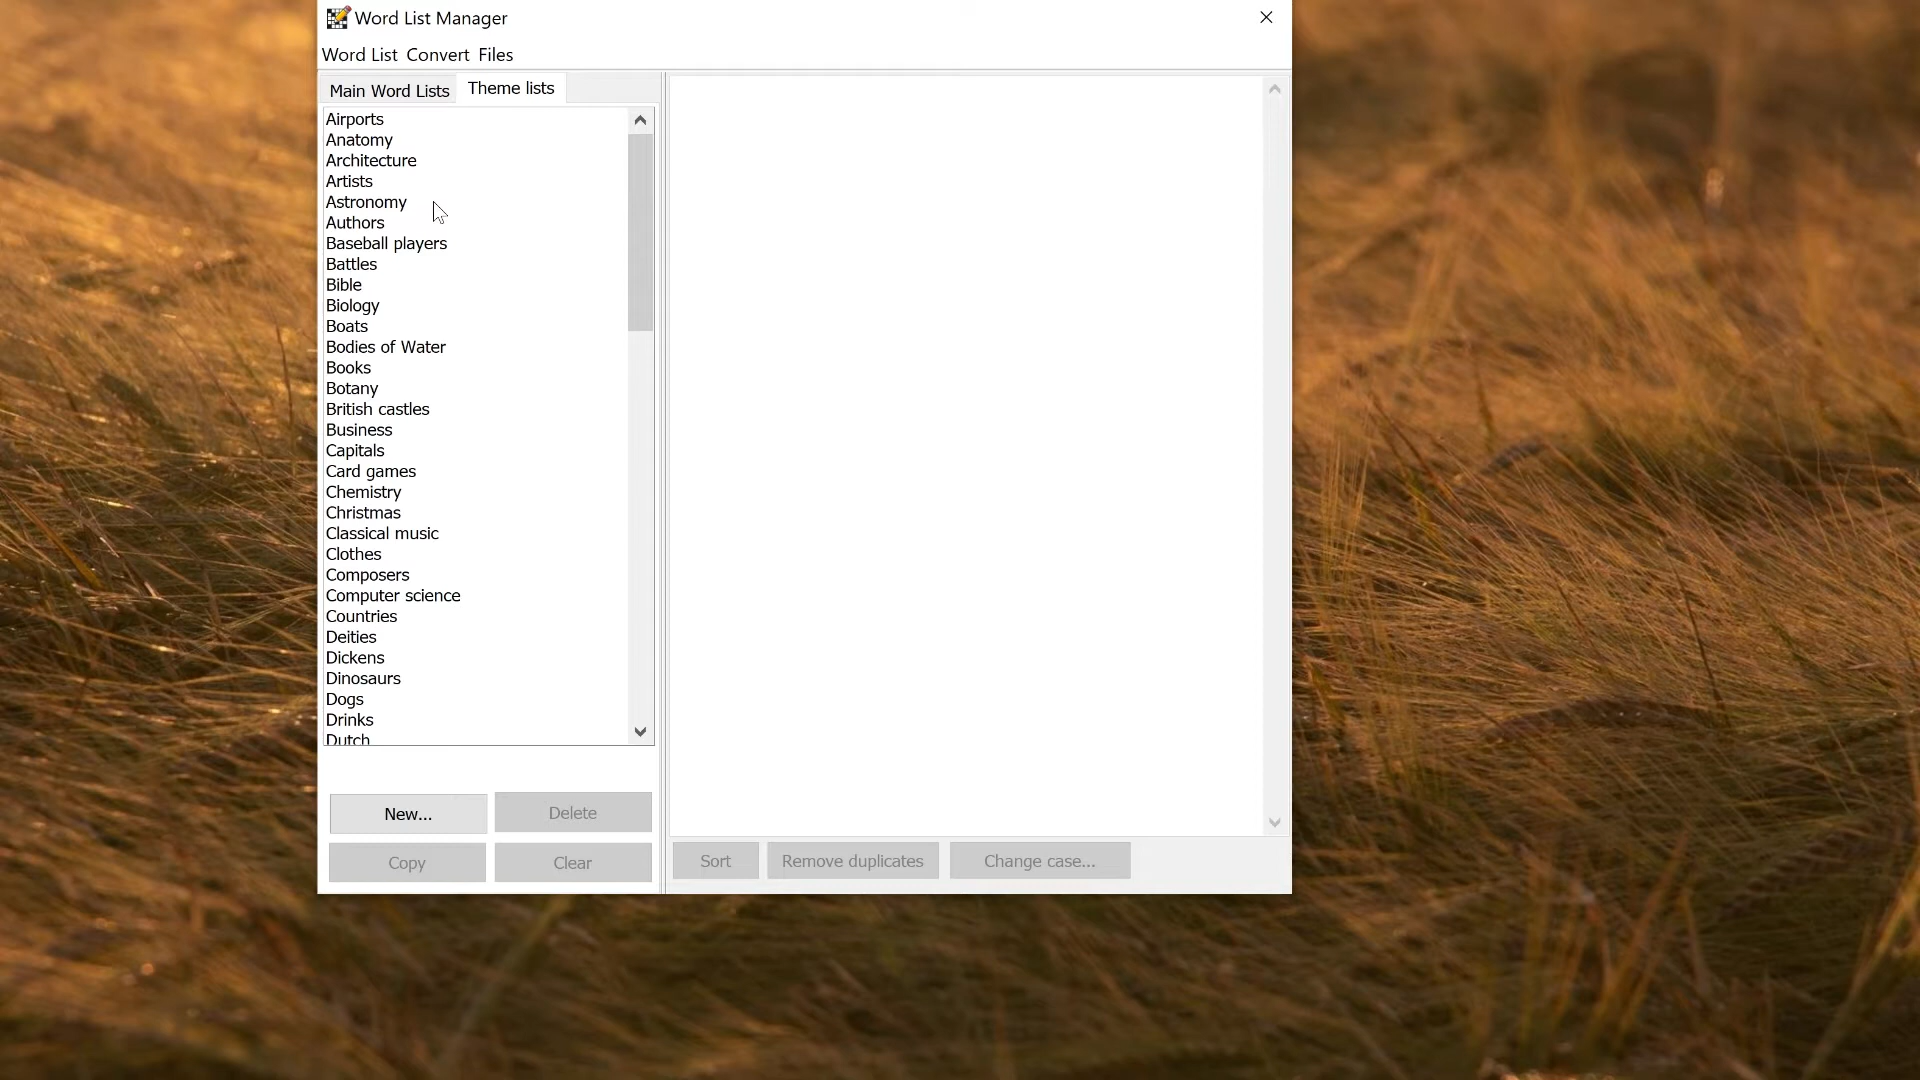 Word List Manager
Word List Convert Files
Main Word Lists Theme lists
Airports
Anatomy
Architecture
Artists
Astronomy
Authors
Baseball players
Battles
Bible
Biology
Boats
Bodies of Water
Books
Botany
British castles
Business
Capitals
Card games
Chemistry
Christmas
Classical music
Clothes
Composers
Computer science
Countries
Deities
Dickens
Dinosaurs
Dogs
Drinks
Dutch
New... Delete
Copy Clear
Sort Remove duplicates Change case...